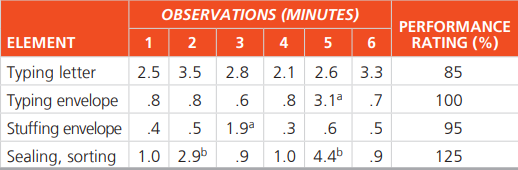 OBSERVATIONS (MINUTES)
PERFORMANCE
RATING (%)
ELEMENT 1 2 3 4 5 6
Typing letter 2.5 3.5 2.8 2.1 2.6 3.3 85
Typing envelope .8 .8 .6 .8 3.1ᵃ .7 100
Stuffing envelope .4 .5 1.9ᵃ .3 .6 .5 95
Sealing, sorting 1.0 2.9ᵇ .9 1.0 4.4ᵇ .9 125